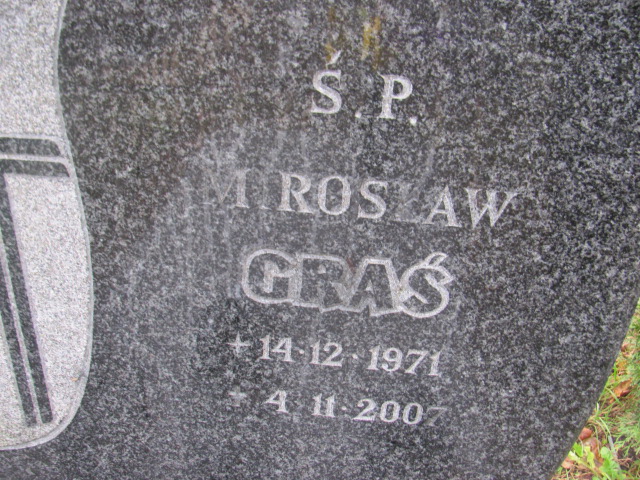 Ś.P.
MIROSŁAW
GRAŚ
+ 14·12·1971
+ 4·11·2007